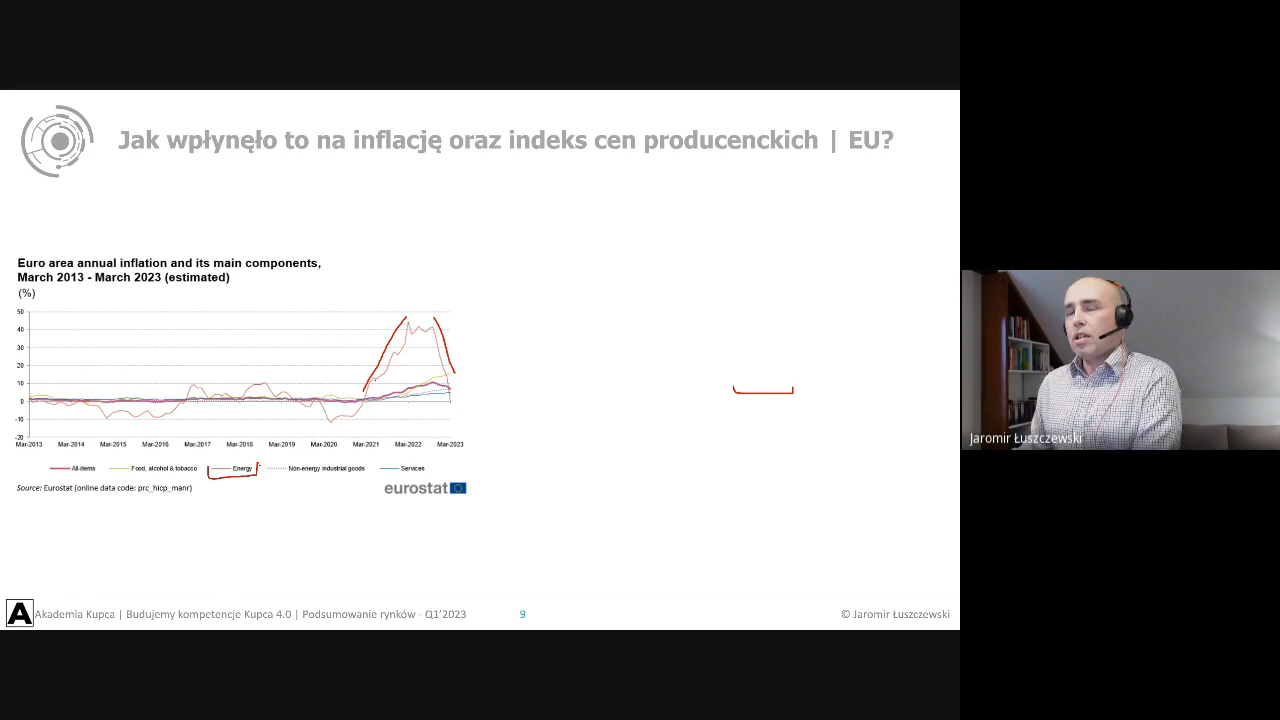 Jak wpłynęło to na inflację oraz indeks cen producenckich | EU?
Euro area annual inflation and its main components,
March 2013 - March 2023 (estimated)
(%)
50
40
30
20
10
0
-10
-20
Mar-2013 Mar-2014 Mar-2015 Mar-2016 Mar-2017 Mar-2018 Mar-2019 Mar-2020 Mar-2021 Mar-2022 Mar-2023
All-items Food, alcohol & tobacco Energy Non-energy industrial goods Services
Source: Eurostat (online data code: prc_hicp_manr)
eurostat
Jaromir Łuszczewski
A
Akademia Kupca | Budujemy kompetencje Kupca 4.0 | Podsumowanie rynków - Q1'2023
9
© Jaromir Łuszczewski